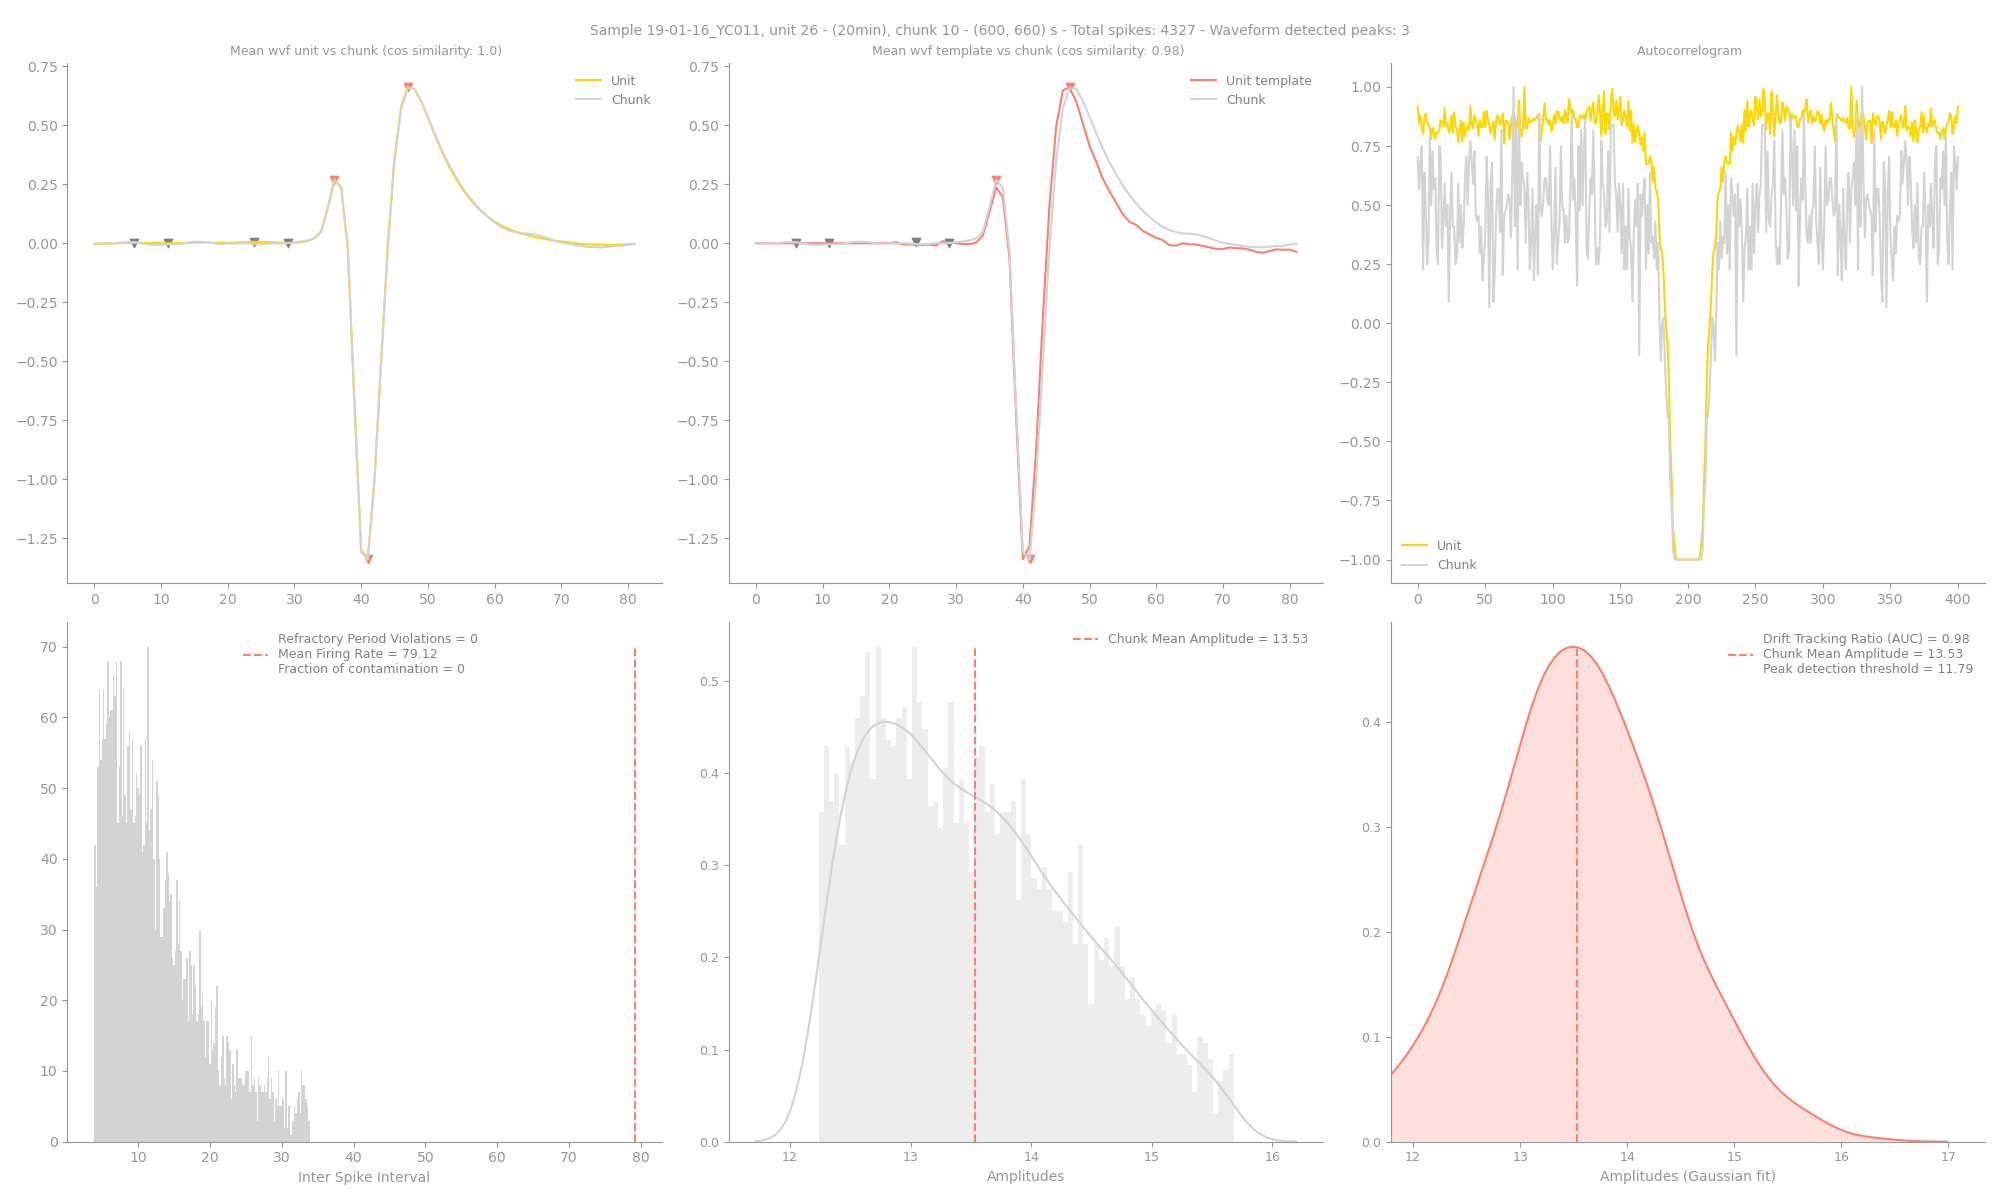 Sample 19-01-16_YC011, unit 26 - (20min), chunk 10 - (600, 660) s - Total spikes: 4327 - Waveform detected peaks: 3
Mean wvf unit vs chunk (cos similarity: 1.0)
0.75
0.50
0.25
0.00
−0.25
−0.50
−0.75
−1.00
−1.25
Unit
Chunk
0 10 20 30 40 50 60 70 80
Mean wvf template vs chunk (cos similarity: 0.98)
0.75
0.50
0.25
0.00
−0.25
−0.50
−0.75
−1.00
−1.25
Unit template
Chunk
0 10 20 30 40 50 60 70 80
Autocorrelogram
1.00
0.75
0.50
0.25
0.00
−0.25
−0.50
−0.75
−1.00
Unit
Chunk
0 50 100 150 200 250 300 350 400
70
60
50
40
30
20
10
0
Refractory Period Violations = 0
Mean Firing Rate = 79.12
Fraction of contamination = 0
10 20 30 40 50 60 70 80
Inter Spike Interval
0.5
0.4
0.3
0.2
0.1
0.0
Chunk Mean Amplitude = 13.53
12 13 14 15 16
Amplitudes
0.4
0.3
0.2
0.1
0.0
Drift Tracking Ratio (AUC) = 0.98
Chunk Mean Amplitude = 13.53
Peak detection threshold = 11.79
12 13 14 15 16 17
Amplitudes (Gaussian fit)